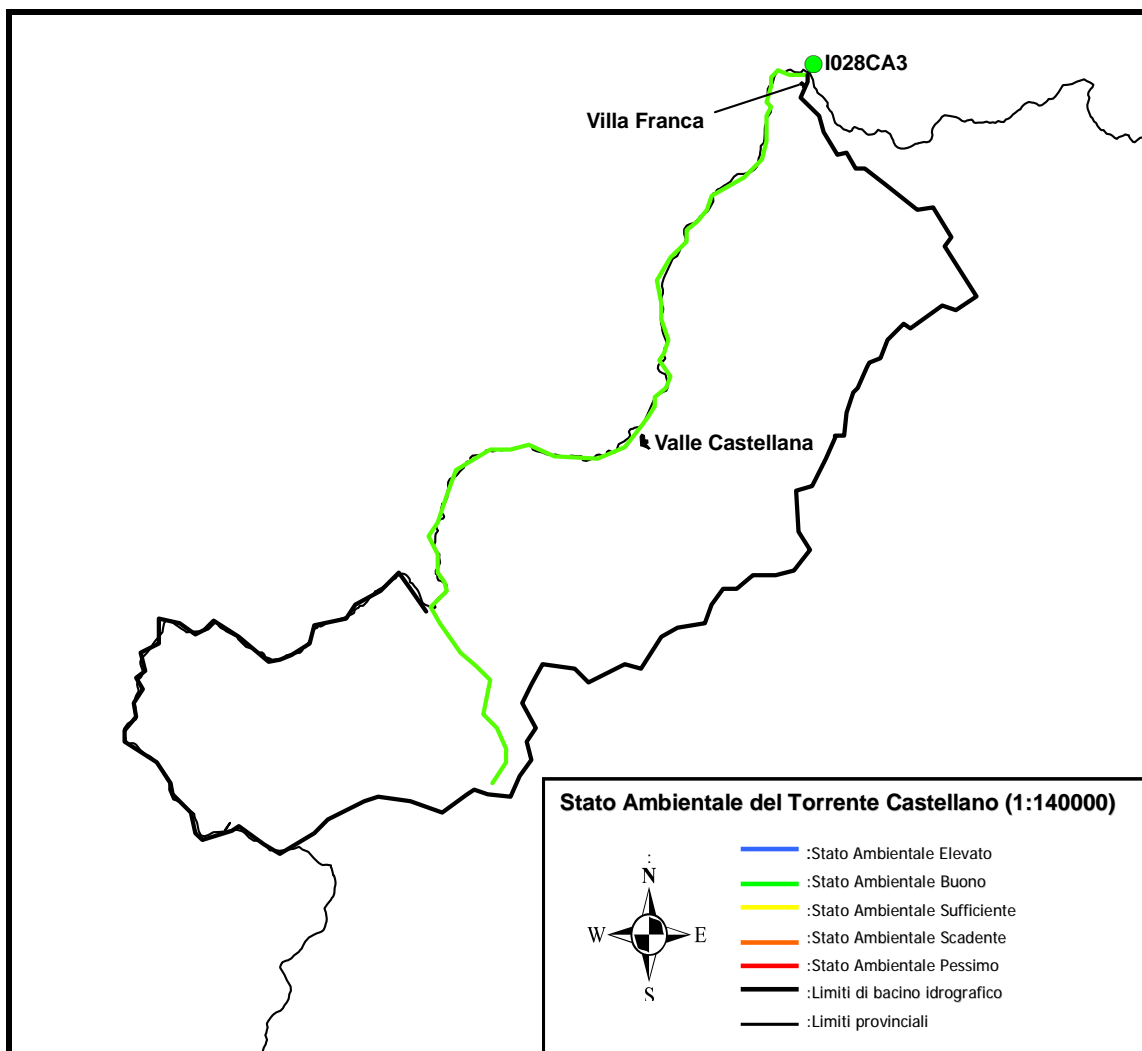 I028CA3
Villa Franca
Valle Castellana
Stato Ambientale del Torrente Castellano (1:140000)
:
N
W
E
S
:Stato Ambientale Elevato
:Stato Ambientale Buono
:Stato Ambientale Sufficiente
:Stato Ambientale Scadente
:Stato Ambientale Pessimo
:Limiti di bacino idrografico
:Limiti provinciali